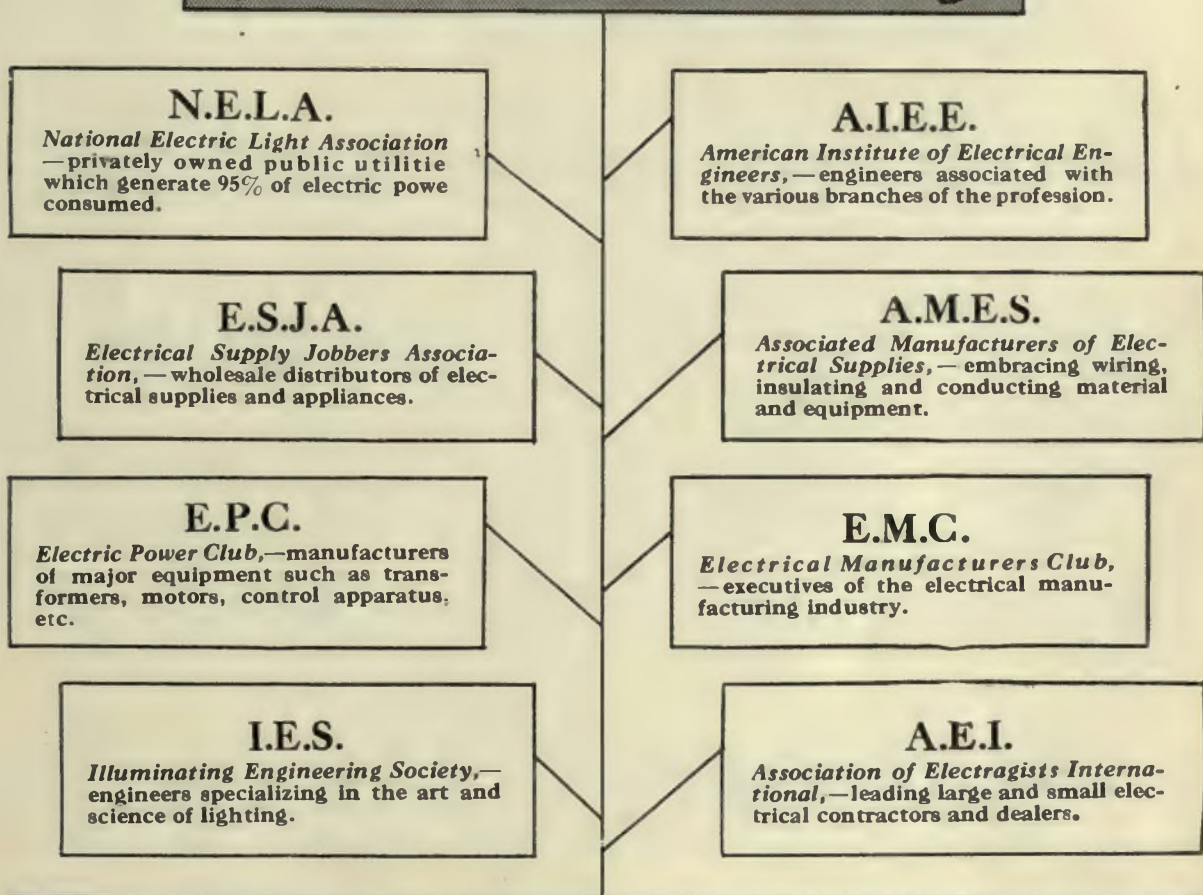 N.E.L.A.
National Electric Light Association
—privately owned public utilitie
which generate 95% of electric powe
consumed.
A.I.E.E.
American Institute of Electrical En-
gineers,—engineers associated with
the various branches of the profession.
E.S.J.A.
Electrical Supply Jobbers Associa-
tion,—wholesale distributors of elec-
trical supplies and appliances.
A.M.E.S.
Associated Manufacturers of Elec-
trical Supplies,—embracing wiring,
insulating and conducting material
and equipment.
E.P.C.
Electric Power Club,—manufacturers
of major equipment such as trans-
formers, motors, control apparatus,
etc.
E.M.C.
Electrical Manufacturers Club,
—executives of the electrical manu-
facturing industry.
I.E.S.
Illuminating Engineering Society,—
engineers specializing in the art and
science of lighting.
A.E.I.
Association of Electragists Interna-
tional,—leading large and small elec-
trical contractors and dealers.